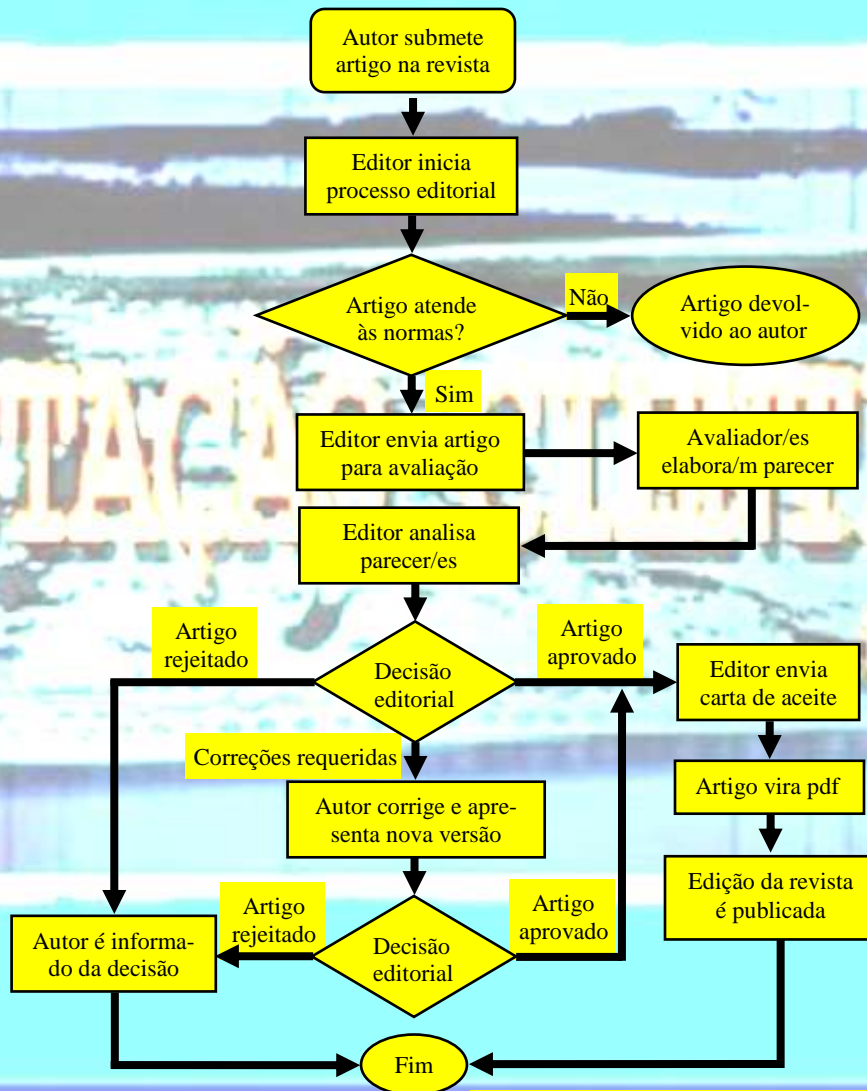 Autor submete
artigo na revista
Editor inicia
processo editorial
Artigo atende
às normas?
Não
Artigo devol-
vido ao autor
Sim
Editor envia artigo
para avaliação
Avaliador/es
elabora/m parecer
Editor analisa
parecer/es
Artigo
rejeitado
Decisão
editorial
Artigo
aprovado
Editor envia
carta de aceite
Correções requeridas
Artigo vira pdf
Autor corrige e apre-
senta nova versão
Edição da revista
é publicada
Artigo
rejeitado
Decisão
editorial
Artigo
aprovado
Autor é informa-
do da decisão
Fim